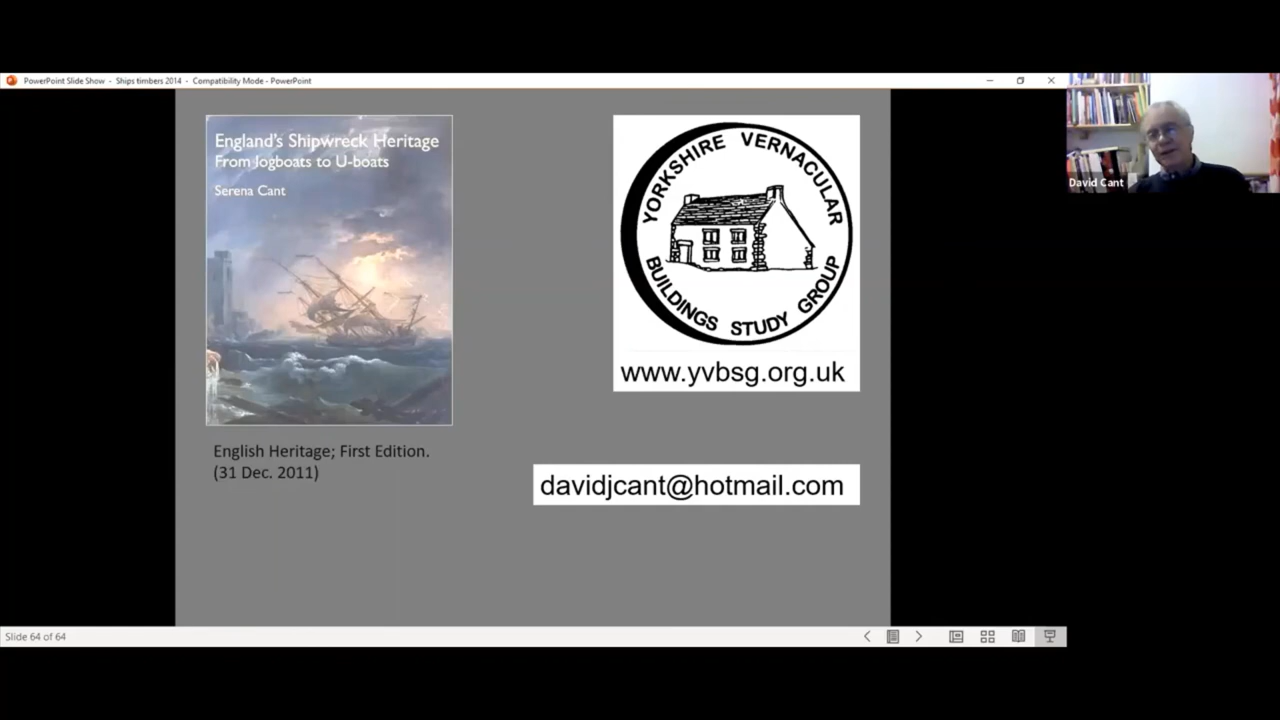 PowerPoint Slide Show - Ships timbers 2014 - Compatibility Mode - PowerPoint
England's Shipwreck Heritage
From logboats to U-boats
Serena Cant
English Heritage; First Edition.
(31 Dec. 2011)
YORKSHIRE VERNACULAR
BUILDINGS STUDY GROUP
www.yvbsg.org.uk
davidjcant@hotmail.com
David Cant
Slide 64 of 64